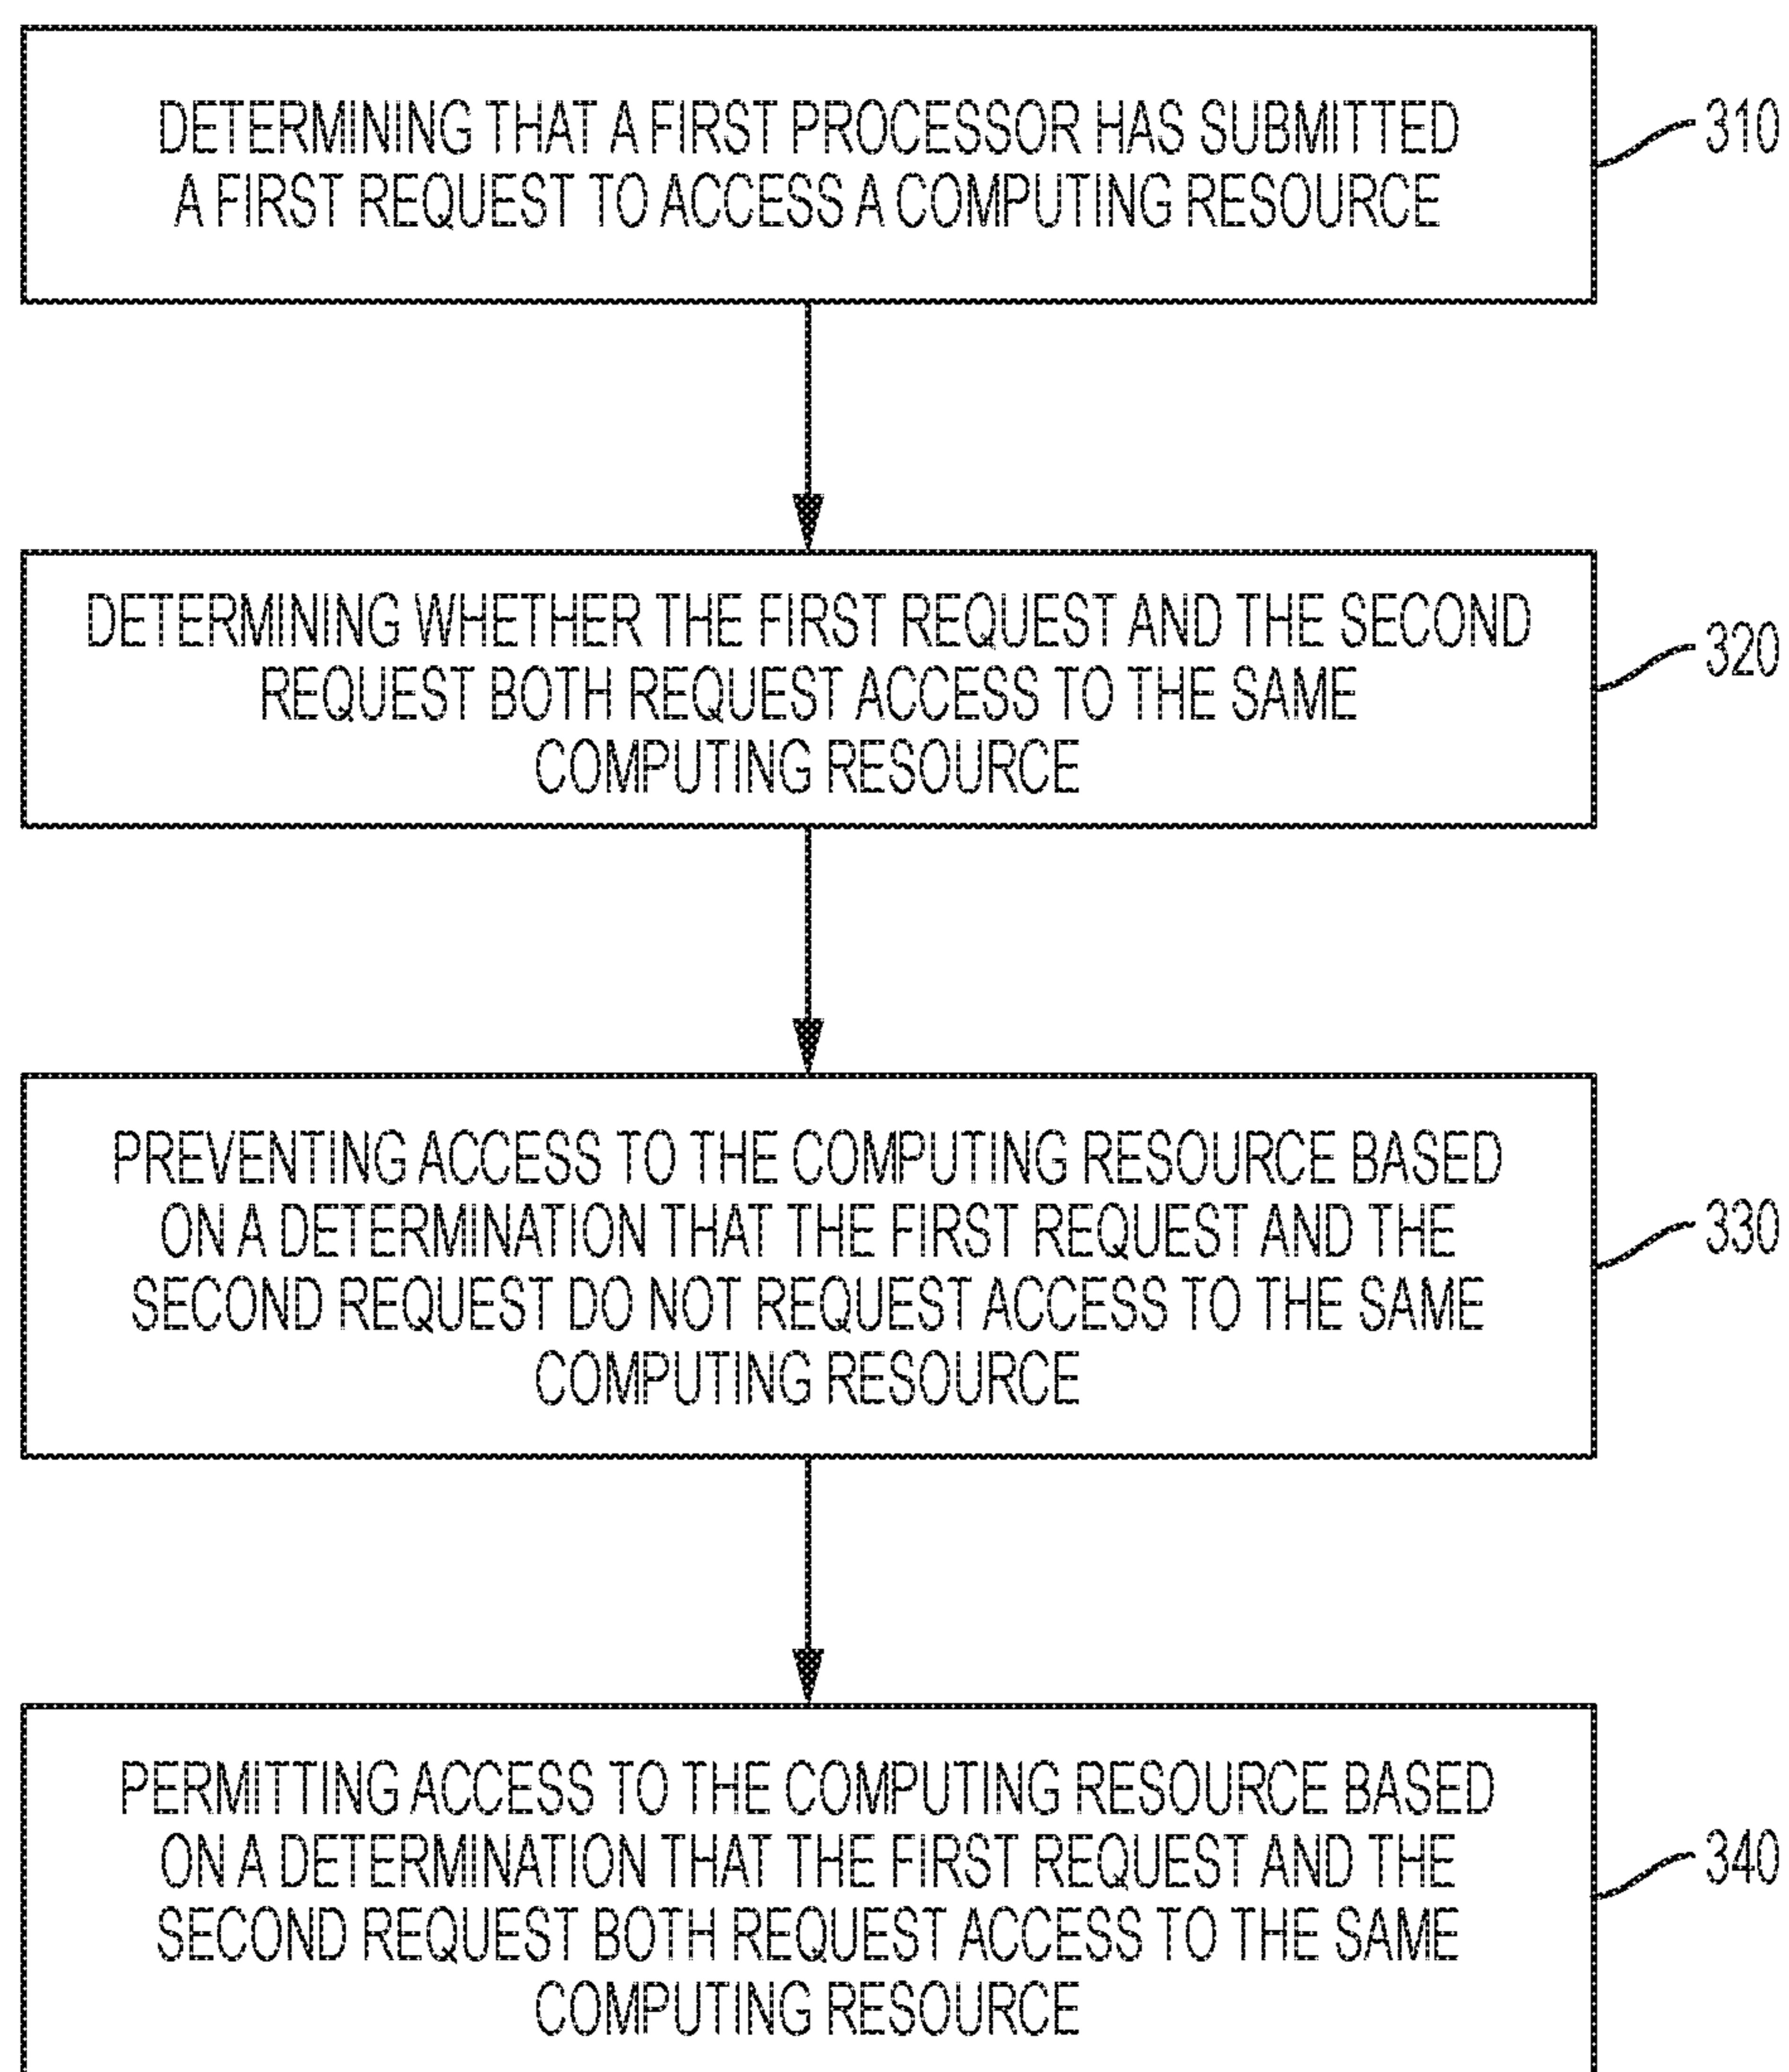 DETERMINING THAT A FIRST PROCESSOR HAS SUBMITTED
A FIRST REQUEST TO ACCESS A COMPUTING RESOURCE
310
DETERMINING WHETHER THE FIRST REQUEST AND THE SECOND
REQUEST BOTH REQUEST ACCESS TO THE SAME
COMPUTING RESOURCE
320
PREVENTING ACCESS TO THE COMPUTING RESOURCE BASED
ON A DETERMINATION THAT THE FIRST REQUEST AND THE
SECOND REQUEST DO NOT REQUEST ACCESS TO THE SAME
COMPUTING RESOURCE
330
PERMITTING ACCESS TO THE COMPUTING RESOURCE BASED
ON A DETERMINATION THAT THE FIRST REQUEST AND THE
SECOND REQUEST BOTH REQUEST ACCESS TO THE SAME
COMPUTING RESOURCE
340